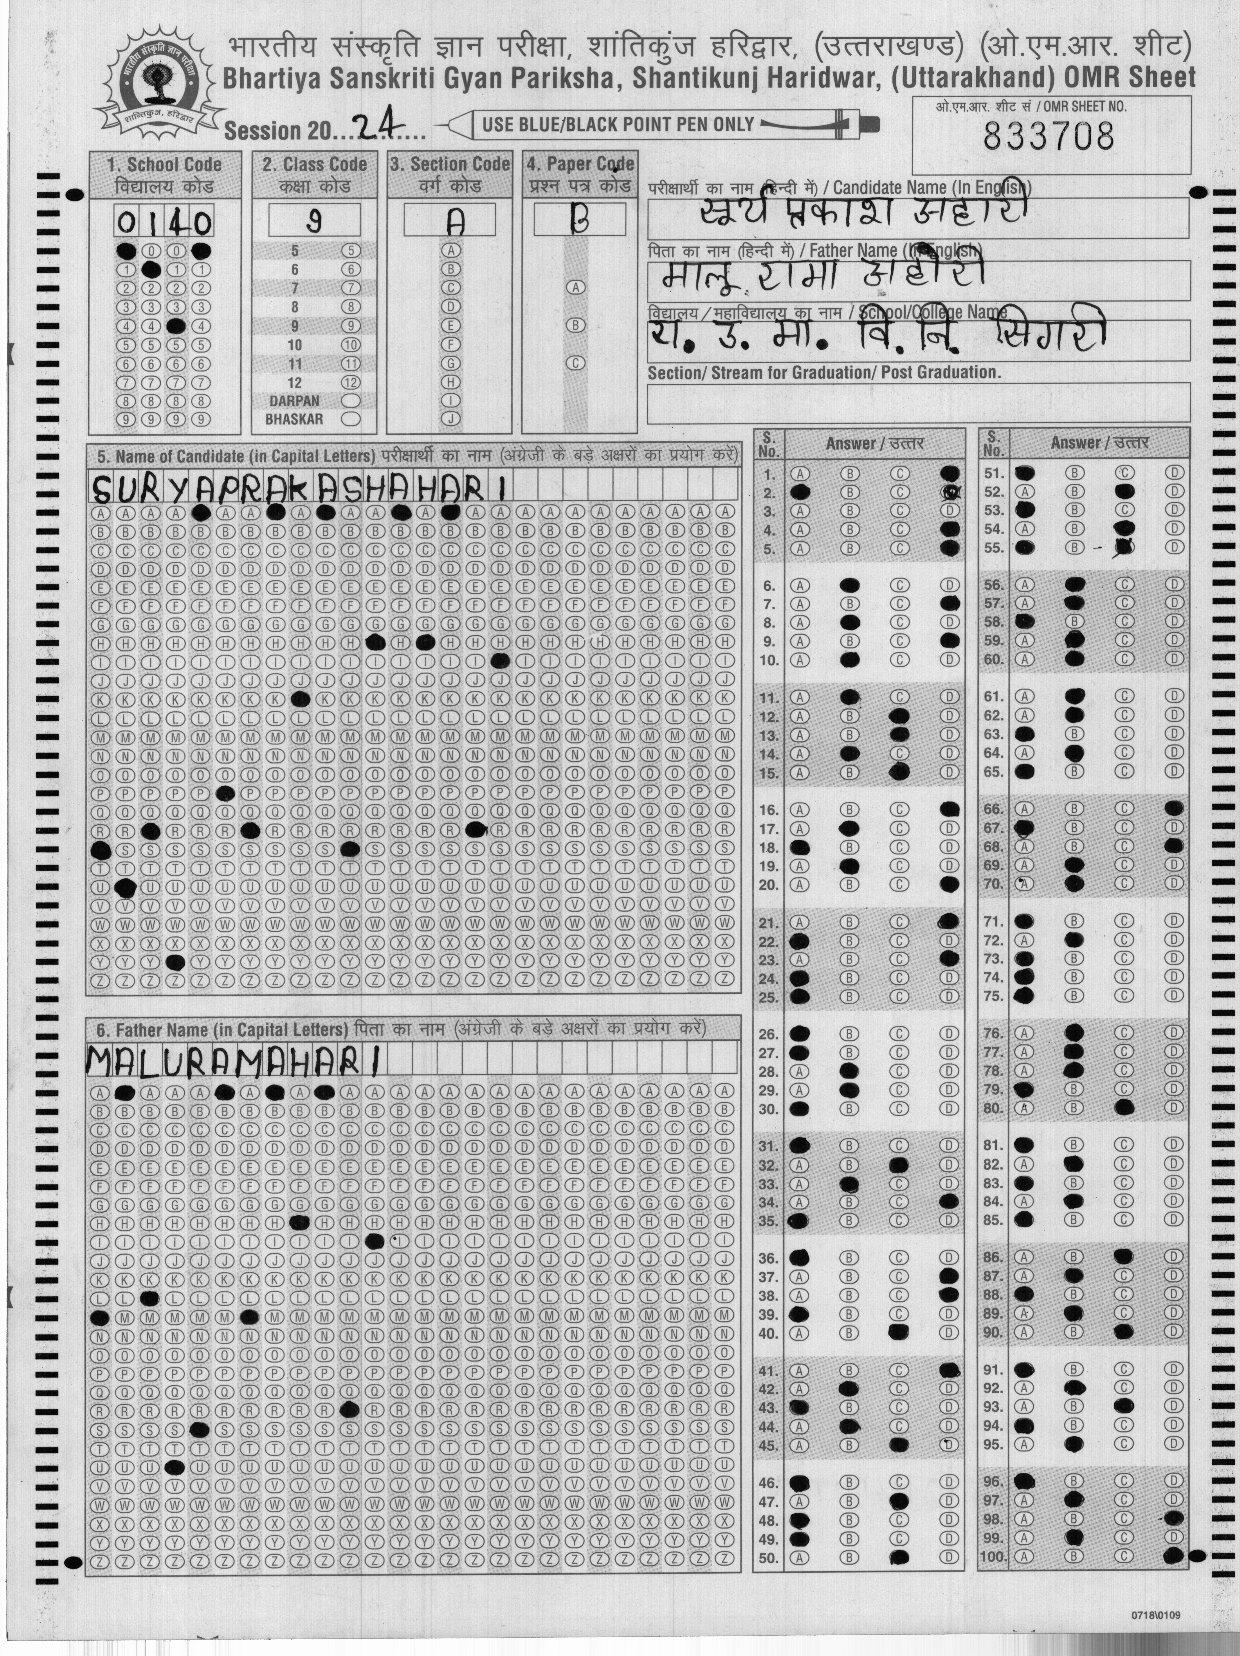 भारतीय संस्कृति ज्ञान परीक्षा, शांतिकुंज हरिद्वार, (उत्तराखण्ड) (ओ.एम.आर. शीट)
Bhartiya Sanskriti Gyan Pariksha, Shantikunj Haridwar, (Uttarakhand) OMR Sheet
Session 20....24....
USE BLUE/BLACK POINT PEN ONLY
ओ.एम.आर. शीट सं / OMR SHEET NO.
833708
1. School Code
विद्यालय कोड
0140
2. Class Code
कक्षा कोड
9
5
6
7
8
9
10
11
12
DARPAN
BHASKAR
3. Section Code
वर्ग कोड
A
4. Paper Code
प्रश्न पत्र कोड
B
परीक्षार्थी का नाम (हिन्दी में) / Candidate Name (In English)
सूर्य प्रकाश अहारी
पिता का नाम (हिन्दी में) / Father Name (In English)
मालू रामा अहारी
विद्यालय/महाविद्यालय का नाम / School/College Name
रा. उ. मा. वि. नि. सिगरी
Section/ Stream for Graduation/ Post Graduation.
5. Name of Candidate (in Capital Letters) परीक्षार्थी का नाम (अंग्रेजी के बड़े अक्षरों का प्रयोग करें)
SURYAPRAKASHAHARI
6. Father Name (in Capital Letters) पिता का नाम (अंग्रेजी के बड़े अक्षरों का प्रयोग करें)
MALURAMAHARI
S. No. Answer / उत्तर
S. No. Answer / उत्तर
0718\0109